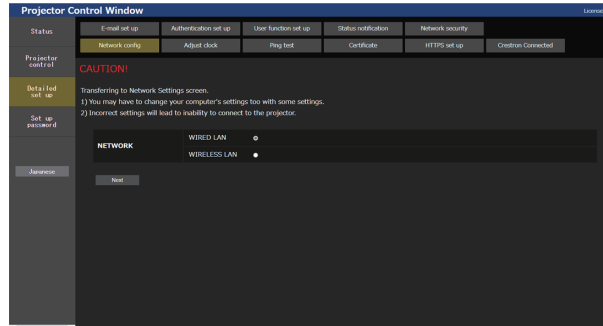 Projector Control Window
License
Status
Projector control
Detailed set up
Set up password
Japanese
E-mail set up
Authentication set up
User function set up
Status notification
Network security
Network config
Adjust clock
Ping test
Certificate
HTTPS set up
Crestron Connected
CAUTION!
Transferring to Network Settings screen.
1) You may have to change your computer's settings too with some settings.
2) Incorrect settings will lead to inability to connect to the projector.
NETWORK
WIRED LAN
WIRELESS LAN
Next